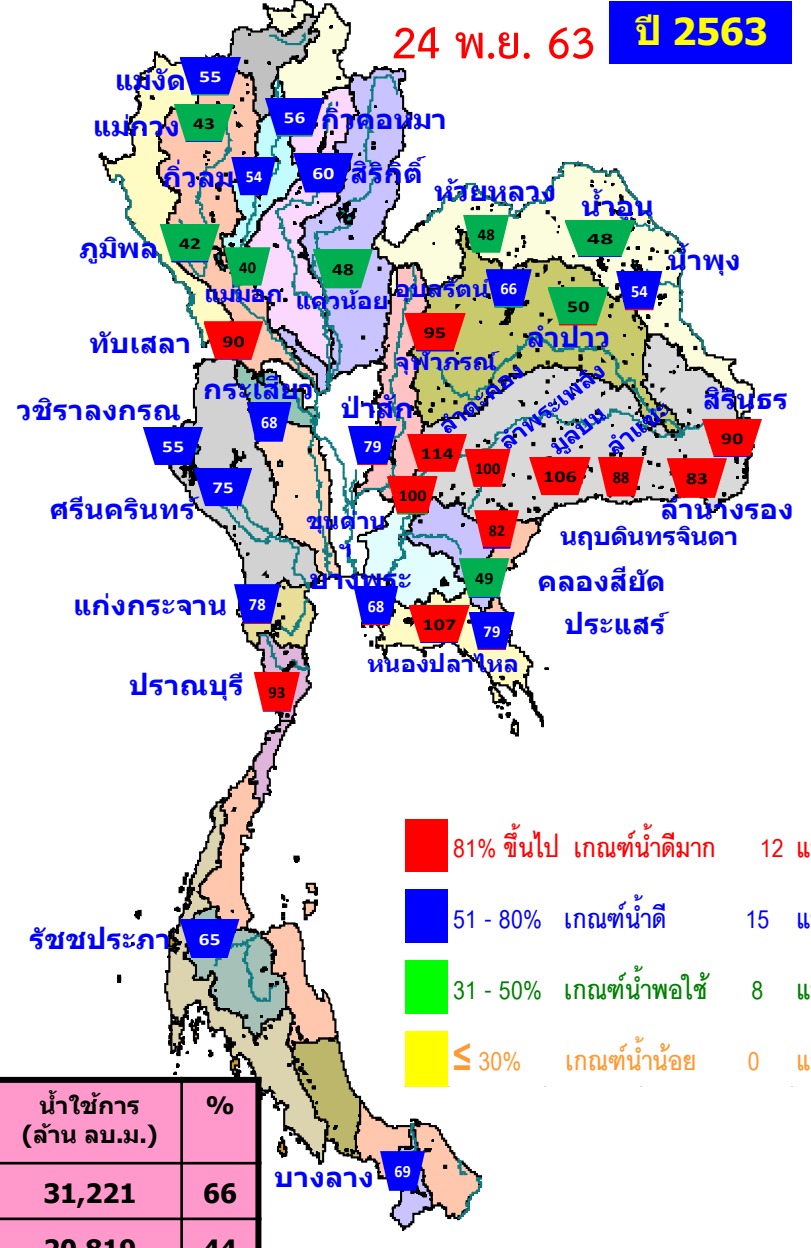 24 พ.ย. 63
ปี 2563
แม่งัด
55
แม่กวง
43
56
กิ่วคอหมา
กิ่วลม
54
60
สิริกิติ์
ภูมิพล
42
40
แม่มอก
48
แควน้อย
ห้วยหลวง
48
น้ำอูน
48
น้ำพุง
54
อุบลรัตน์
66
50
ลำปาว
ทับเสลา
90
95
จุฬาภรณ์
กระเสียว
68
ป่าสัก
79
ลำตะคอง
114
ลำพระเพลิง
100
มูลบน
106
ลำแชะ
88
สิรินธร
90
83
ลำนางรอง
วชิราลงกรณ
55
75
ศรีนครินทร์
100
ขุนด่าน
ฯ
82
นฤบดินทรจินดา
49
คลองสียัด
บางพระ
68
แก่งกระจาน
78
107
หนองปลาไหล
79
ประแสร์
ปราณบุรี
93
81% ขึ้นไป เกณฑ์น้ำดีมาก 12
51 - 80% เกณฑ์น้ำดี 15
31 - 50% เกณฑ์น้ำพอใช้ 8
≤ 30% เกณฑ์น้ำน้อย 0
รัชชประภา
65
บางลาง
69
น้ำใช้การ %
(ล้าน ลบ.ม.)
31,221 66
20,819 44